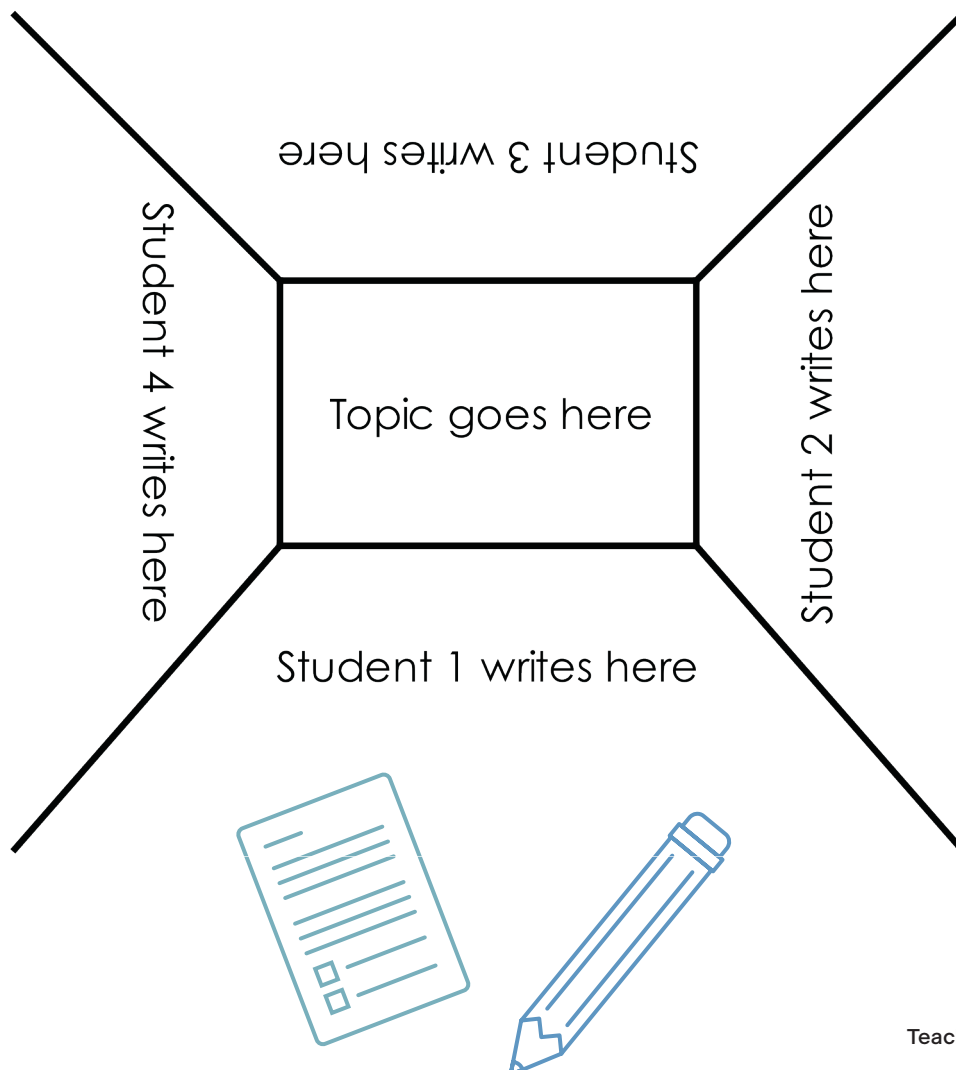 Student 3 writes here
Student 4 writes here
Student 2 writes here
Topic goes here
Student 1 writes here
Teac